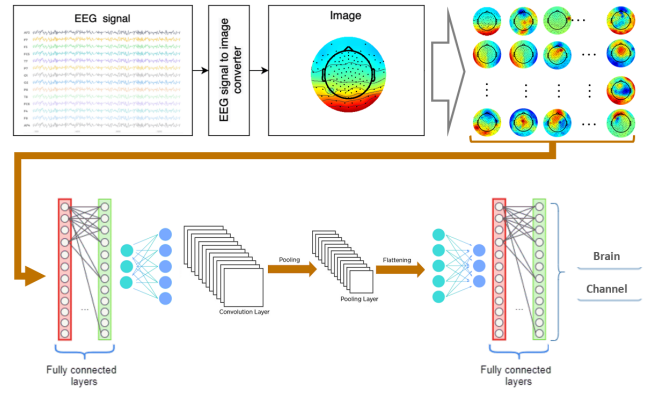 EEG signal
EEG signal to image
converter
Image
Pooling
Flattening
Convolution Layer
Pooling Layer
Brain
Channel
Fully connected
layers
Fully connected
layers